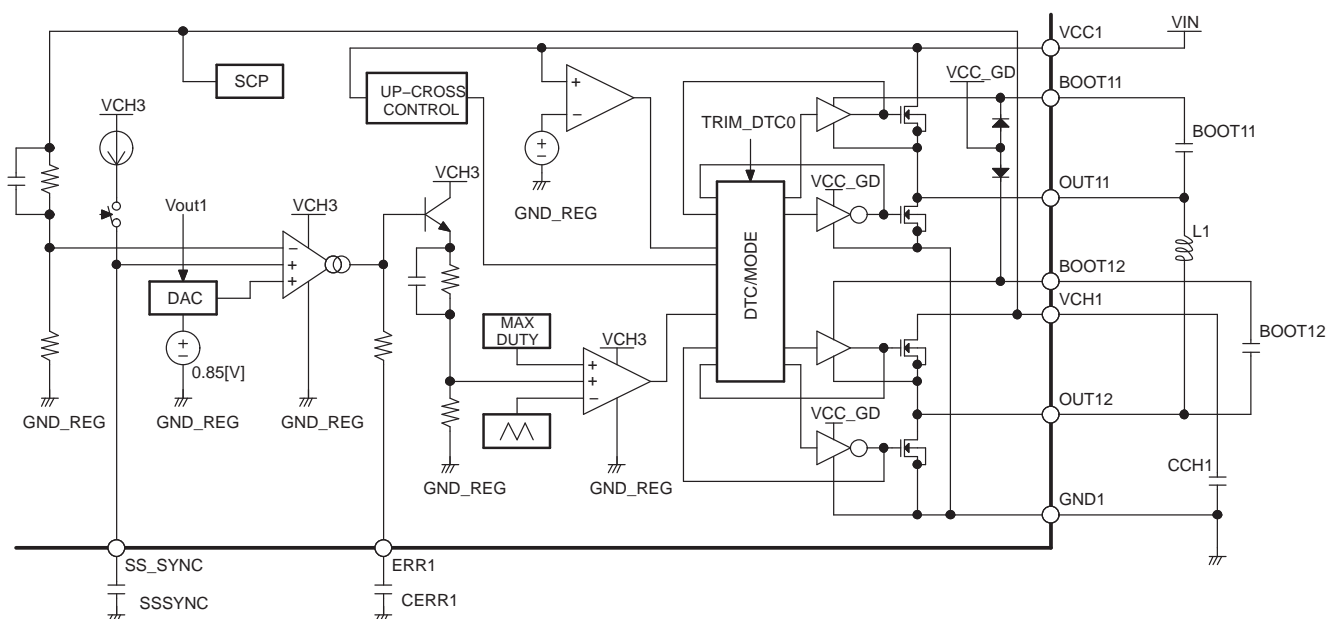 VCC1
VIN
SCP
UP-CROSS
CONTROL
VCC_GD
BOOT11
VCH3
TRIM_DTC0
BOOT11
VCH3
VCC_GD
OUT11
Vout1
VCH3
GND_REG
L1
DTC/MODE
BOOT12
DAC
VCH1
MAX
DUTY
VCH3
BOOT12
0.85[V]
VCC_GD
OUT12
GND_REG
GND_REG
GND_REG
CCH1
GND_REG
GND_REG
GND1
SS_SYNC
ERR1
SSSYNC
CERR1